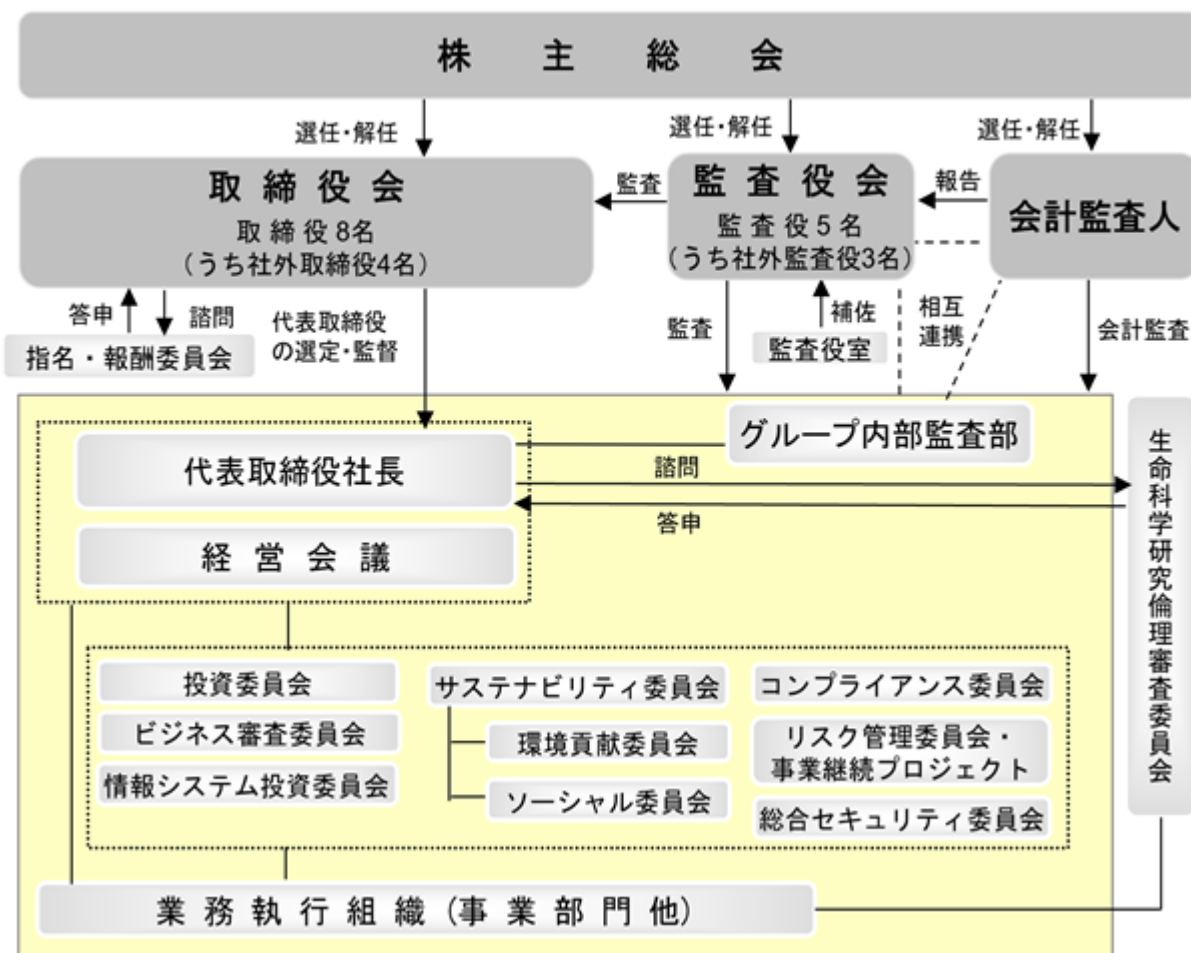 株主総会
選任・解任
選任・解任
選任・解任
取締役会
取締役8名
（うち社外取締役4名）
監査
監査役会
監査役5名
（うち社外監査役3名）
報告
会計監査人
答申
諮問
指名・報酬委員会
代表取締役
の選定・監督
監査
補佐
監査役室
相互
連携
会計監査
グループ内部監査部
代表取締役社長
諮問
答申
経営会議
生命科学研究倫理審査委員会
投資委員会
ビジネス審査委員会
情報システム投資委員会
サステナビリティ委員会
環境貢献委員会
ソーシャル委員会
コンプライアンス委員会
リスク管理委員会・
事業継続プロジェクト
総合セキュリティ委員会
業務執行組織（事業部門他）